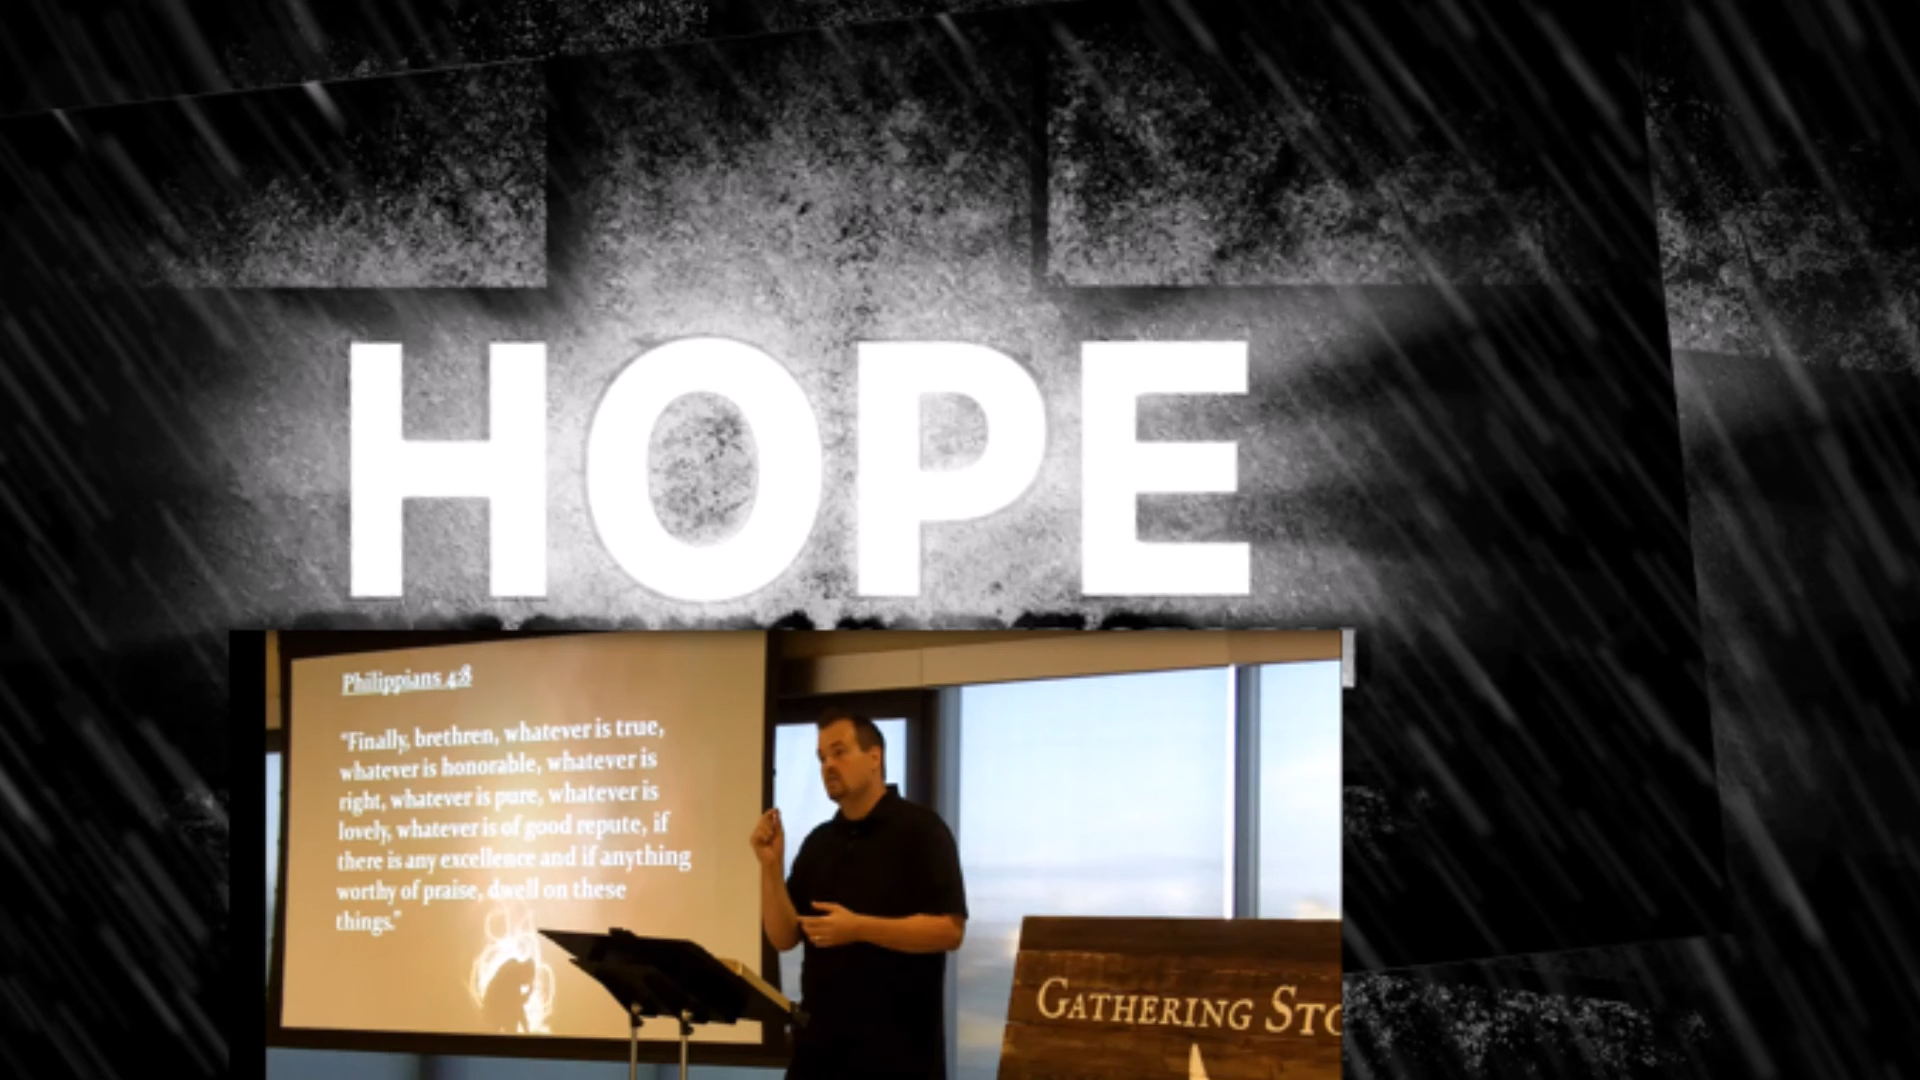 HOPE
Philippians 4:8
"Finally, brethren, whatever is true,
whatever is honorable, whatever is
right, whatever is pure, whatever is
lovely, whatever is of good repute, if
there is any excellence and if anything
worthy of praise, dwell on these
things."
GATHERING STO